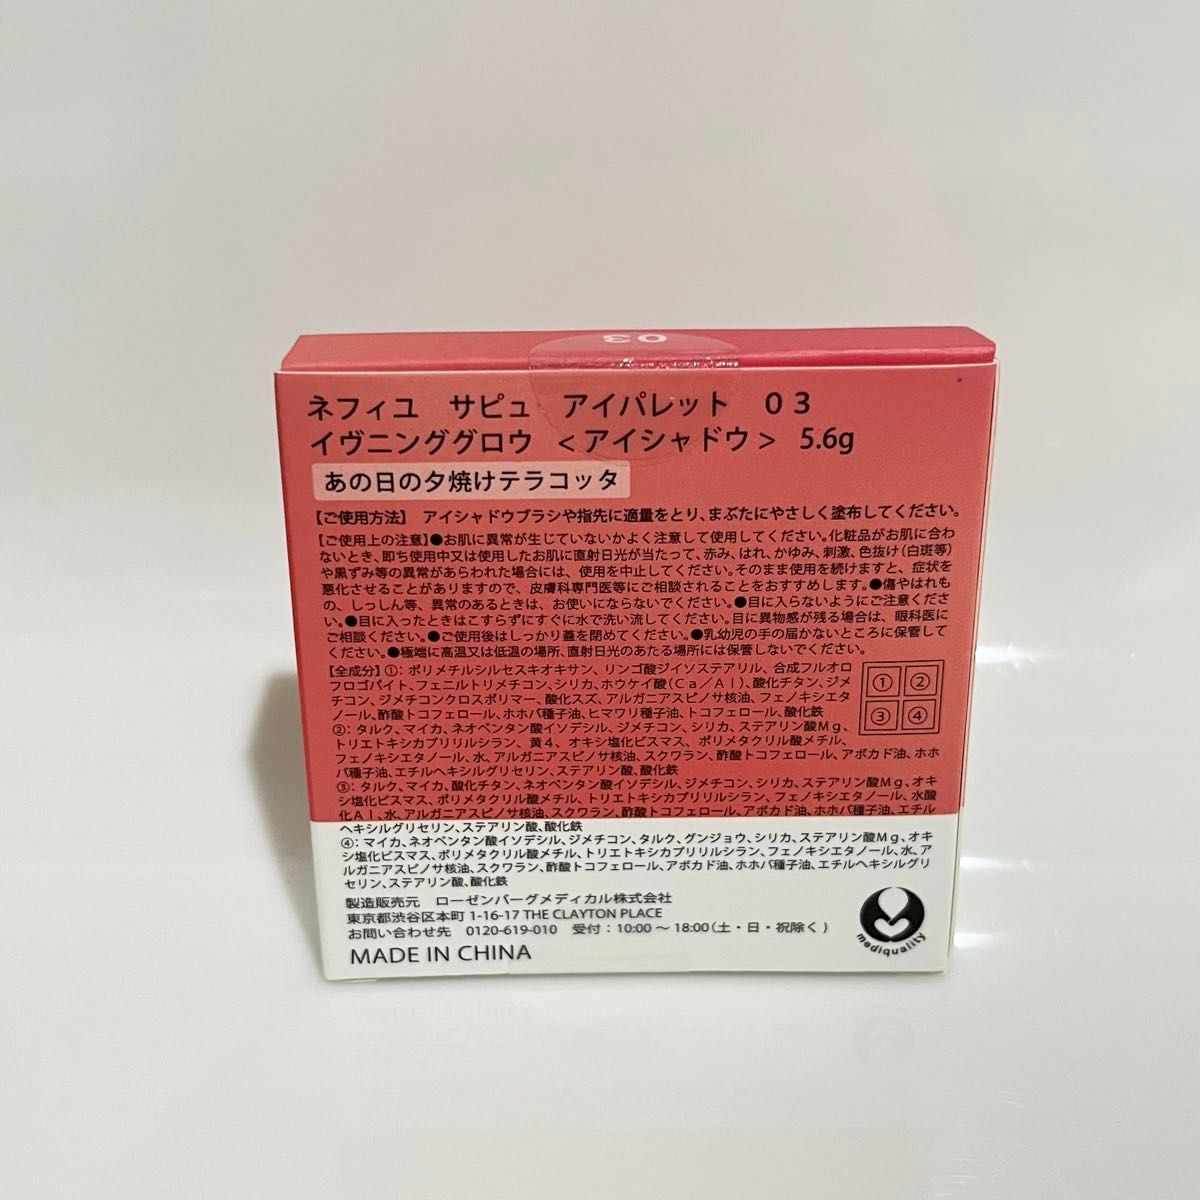 03
ネフィユ　サピュ　アイパレット　０３
イヴニンググロウ　＜アイシャドウ＞　5.6g
あの日の夕焼けテラコッタ
【ご使用方法】　アイシャドウブラシや指先に適量をとり、まぶたにやさしく塗布してください。
【ご使用上の注意】●お肌に異常が生じていないかよく注意して使用してください。化粧品がお肌に合わ
ないとき、即ち使用中又は使用したお肌に直射日光が当たって、赤み、はれ、かゆみ、刺激、色抜け（白斑等）
や黒ずみ等の異常があらわれた場合には、使用を中止してください。そのまま使用を続けますと、症状を
悪化させることがありますので、皮膚科専門医等にご相談されることをおすすめします。●傷やはれも
の、しっしん等、異常のあるときは、お使いにならないでください。●目に入らないようにご注意くださ
い。●目に入ったときはこすらずにすぐに水で洗い流してください。目に異物感が残る場合は、眼科医に
ご相談ください。●ご使用後はしっかり蓋を閉めてください。●乳幼児の手の届かないところに保管して
ください。●極端に高温又は低温の場所、直射日光のあたる場所には保管しないでください。
【全成分】①：ポリメチルシルセスキオキサン、リンゴ酸ジイソステアリル、合成フルオロ
フロゴパイト、フェニルトリメチコン、シリカ、ホウケイ酸（Ｃａ／Ａｌ）、酸化チタン、ジメ
チコン、ジメチコンクロスポリマー、酸化スズ、アルガニアスピノサ核油、フェノキシエタ
ノール、酢酸トコフェロール、ホホバ種子油、ヒマワリ種子油、トコフェロール、酸化鉄
① ②
③ ④
②：タルク、マイカ、ネオペンタン酸イソデシル、ジメチコン、シリカ、ステアリン酸Ｍｇ、
トリエトキシカプリリルシラン、黄４、オキシ塩化ビスマス、ポリメタクリル酸メチル、
フェノキシエタノール、水、アルガニアスピノサ核油、スクワラン、酢酸トコフェロール、アボカド油、ホホ
バ種子油、エチルヘキシルグリセリン、ステアリン酸、酸化鉄
③：タルク、マイカ、酸化チタン、ネオペンタン酸イソデシル、ジメチコン、シリカ、ステアリン酸Ｍｇ、オキ
シ塩化ビスマス、ポリメタクリル酸メチル、トリエトキシカプリリルシラン、フェノキシエタノール、水酸
化Ａｌ、水、アルガニアスピノサ核油、スクワラン、酢酸トコフェロール、アボカド油、ホホバ種子油、エチル
ヘキシルグリセリン、ステアリン酸、酸化鉄
④：マイカ、ネオペンタン酸イソデシル、ジメチコン、タルク、グンジョウ、シリカ、ステアリン酸Ｍｇ、オキ
シ塩化ビスマス、ポリメタクリル酸メチル、トリエトキシカプリリルシラン、フェノキシエタノール、水、ア
ルガニアスピノサ核油、スクワラン、酢酸トコフェロール、アボカド油、ホホバ種子油、エチルヘキシルグリ
セリン、ステアリン酸、酸化鉄
製造販売元　ローゼンバーグメディカル株式会社
東京都渋谷区本町 1-16-17 THE CLAYTON PLACE
お問い合わせ先　0120-619-010　受付：10:00 〜 18:00（土・日・祝除く）
MADE IN CHINA
mediquality